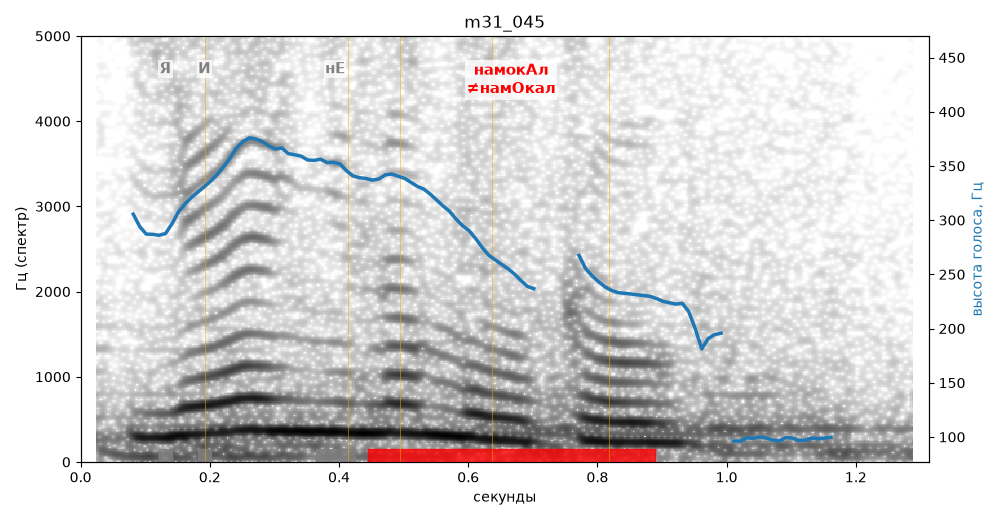 m31_045
5000
4000
3000
2000
1000
0
Гц (спектр)
Я И нЕ
намокАл
≠намОкал
450
400
350
300
250
200
150
100
высота голоса, Гц
0.0 0.2 0.4 0.6 0.8 1.0 1.2
секунды